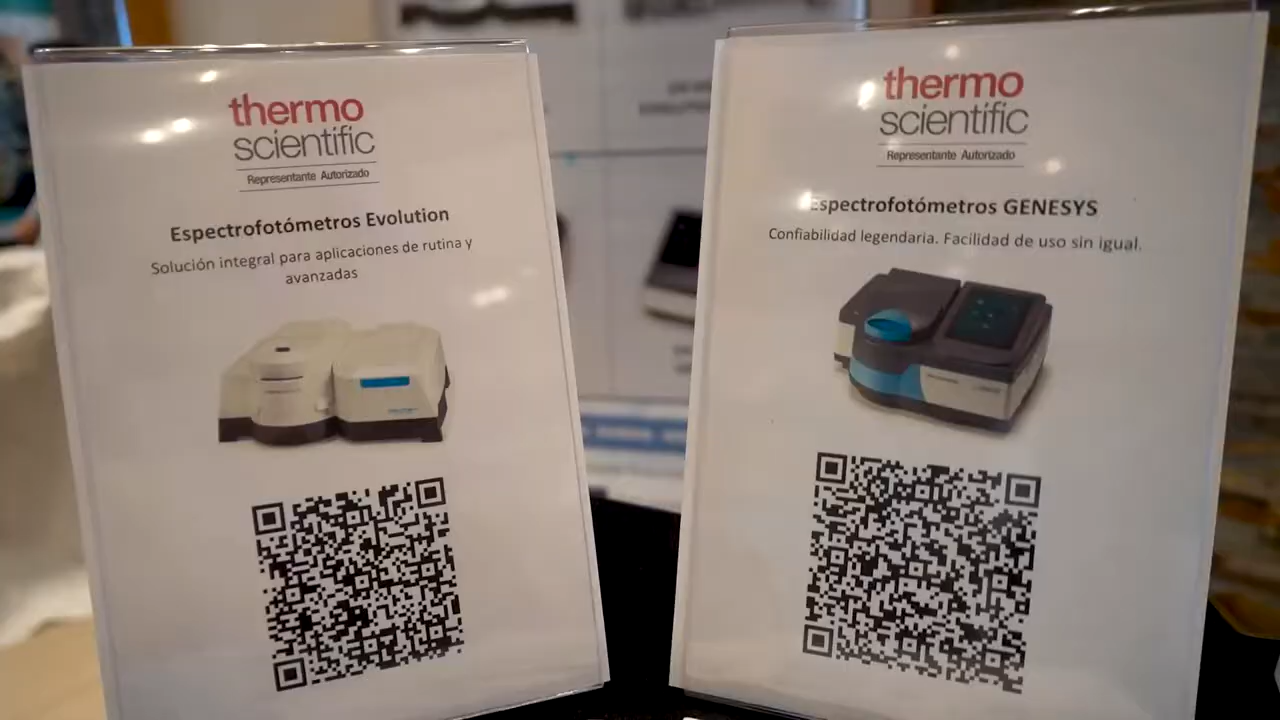 thermo
scientific
Representante Autorizado
Espectrofotómetros Evolution
Solución integral para aplicaciones de rutina y
avanzadas
thermo
scientific
Representante Autorizado
Espectrofotómetros GENESYS
Confiabilidad legendaria. Facilidad de uso sin igual.